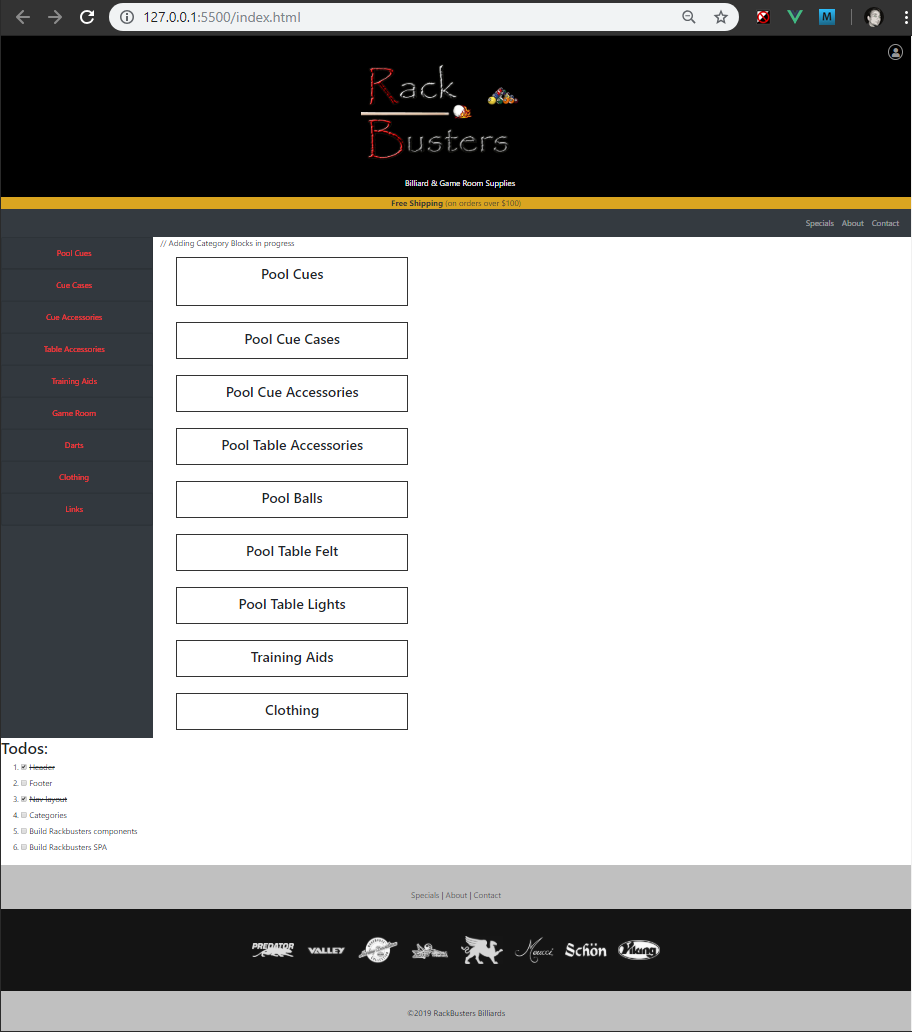 127.0.0.1:5500/index.html
M
Rack
Busters
Billiard & Game Room Supplies
Free Shipping (on orders over $100)
Specials About Contact
Pool Cues
Cue Cases
Cue Accessories
Table Accessories
Training Aids
Game Room
Darts
Clothing
Links
// Adding Category Blocks in progress
Pool Cues
Pool Cue Cases
Pool Cue Accessories
Pool Table Accessories
Pool Balls
Pool Table Felt
Pool Table Lights
Training Aids
Clothing
Todos:
1. Header
2. Footer
3. Nav layout
4. Categories
5. Build Rackbusters components
6. Build Rackbusters SPA
Specials | About | Contact
PREDATOR VALLEY Meucci Schön Viking
©2019 RackBusters Billiards